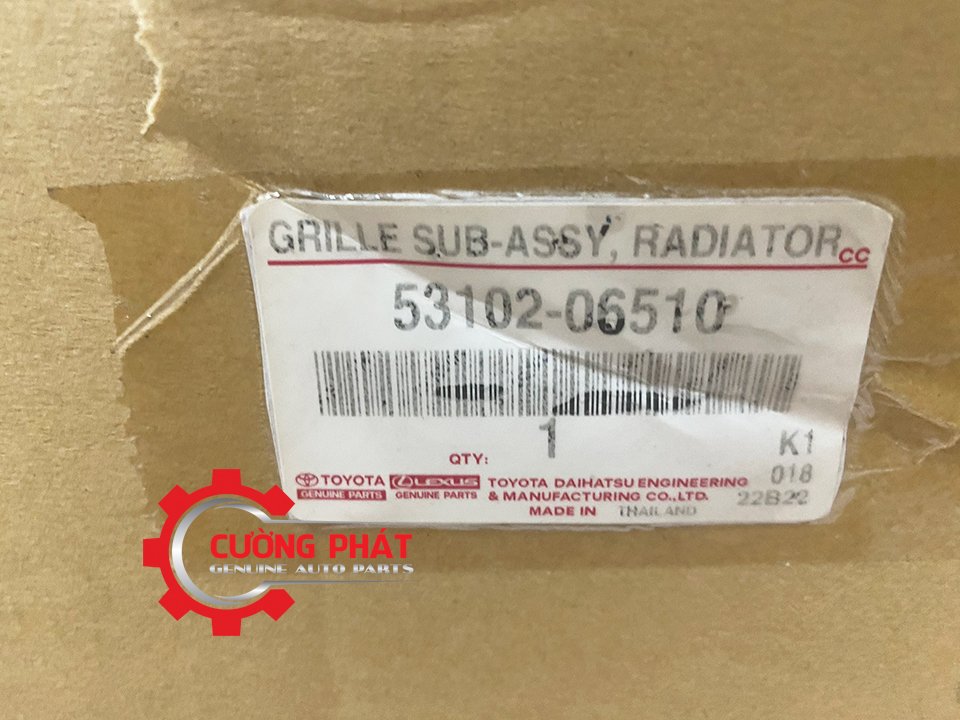 GRILLE SUB-ASSY, RADIATOR CC
53102-06510
1
K1
QTY:
018
TOYOTA LEXUS TOYOTA DAIHATSU ENGINEERING
GENUINE PARTS GENUINE PARTS & MANUFACTURING CO.,LTD. 22B22
MADE IN THAILAND
CƯỜNG PHÁT
GENUINE AUTO PARTS